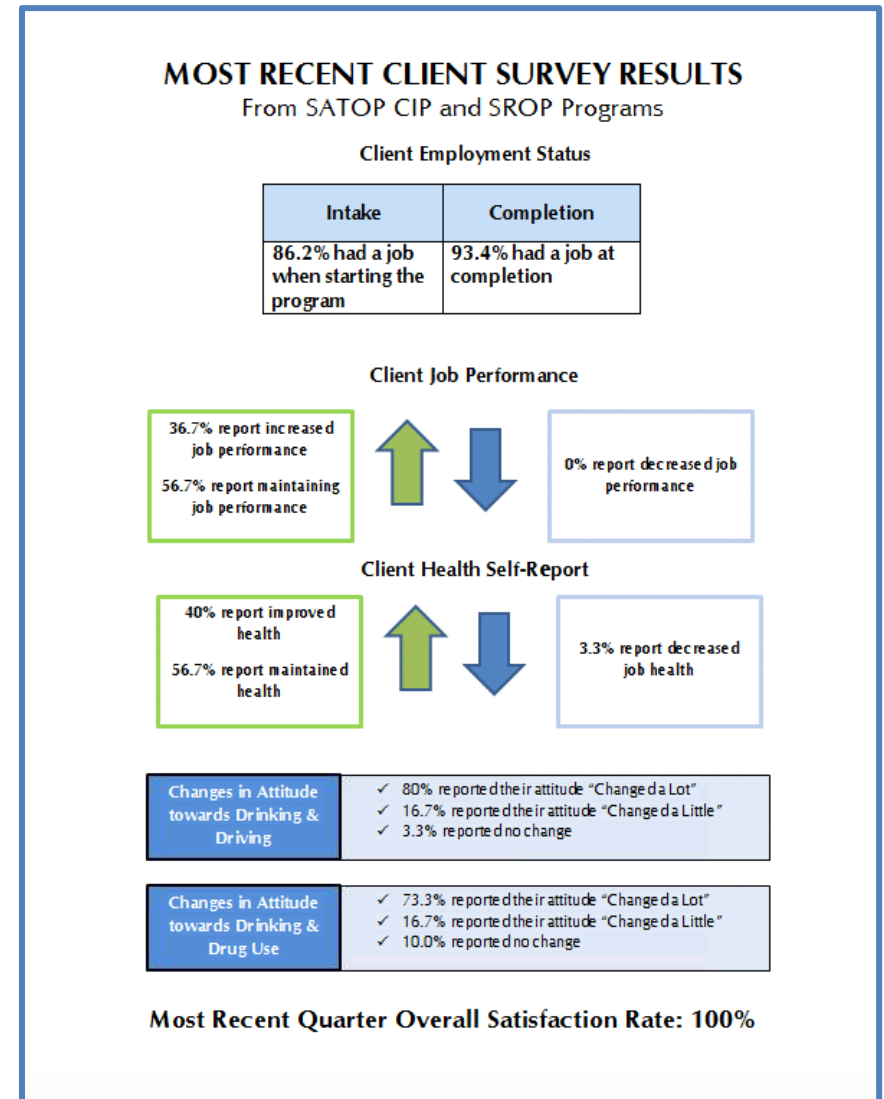 MOST RECENT CLIENT SURVEY RESULTS
From SATOP CIP and SROP Programs
Client Employment Status
Intake
Completion
86.2% had a job
when starting the
program
93.4% had a job at
completion
Client Job Performance
36.7% report increased
job performance
56.7% report maintaining
job performance
0% report decreased job
performance
Client Health Self-Report
40% report improved
health
56.7% report maintained
health
3.3% report decreased
job health
Changes in Attitude
towards Drinking &
Driving
✓ 80% reported their attitude “Changed a Lot”
✓ 16.7% reported their attitude “Changed a Little”
✓ 3.3% reported no change
Changes in Attitude
towards Drinking &
Drug Use
✓ 73.3% reported their attitude “Changed a Lot”
✓ 16.7% reported their attitude “Changed a Little”
✓ 10.0% reported no change
Most Recent Quarter Overall Satisfaction Rate: 100%